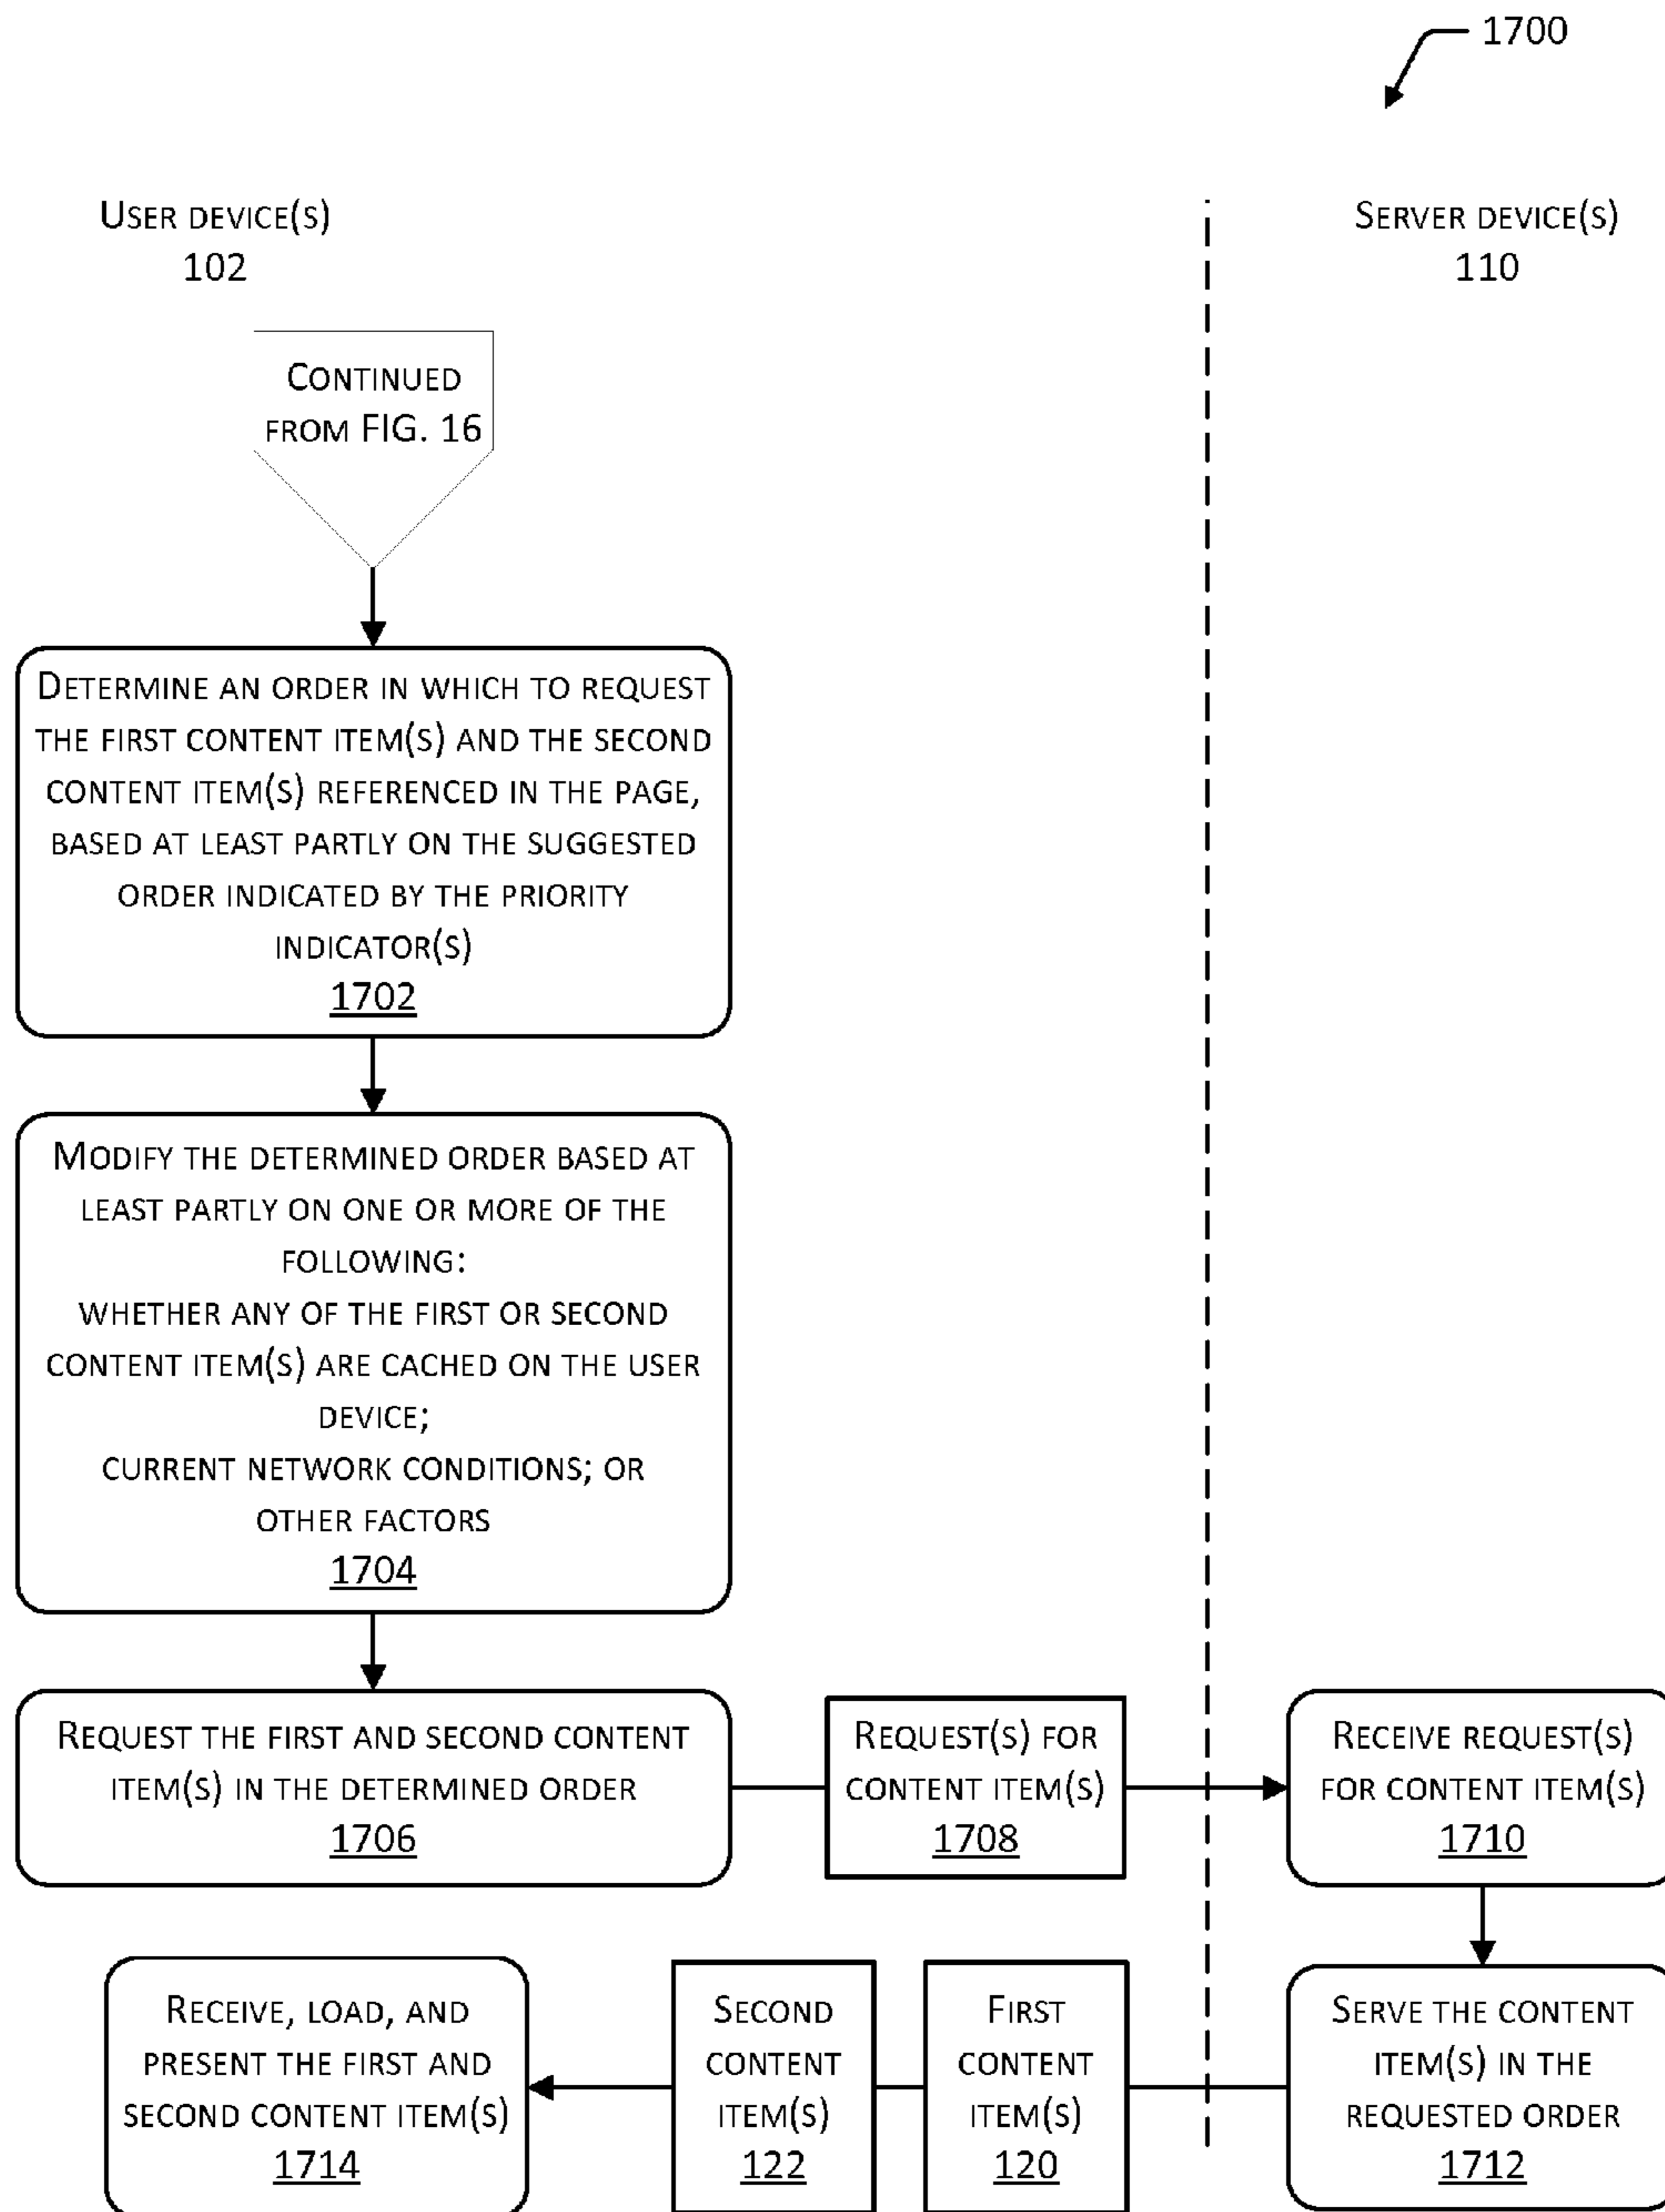 1700
User device(s)
102
Server device(s)
110
Continued
from FIG. 16
Determine an order in which to request
the first content item(s) and the second
content item(s) referenced in the page,
based at least partly on the suggested
order indicated by the priority
indicator(s)
1702
Modify the determined order based at
least partly on one or more of the
following:
whether any of the first or second
content item(s) are cached on the user
device;
current network conditions; or
other factors
1704
Request the first and second content
item(s) in the determined order
1706
Request(s) for
content item(s)
1708
Receive request(s)
for content item(s)
1710
Serve the content
item(s) in the
requested order
1712
First
content
item(s)
120
Second
content
item(s)
122
Receive, load, and
present the first and
second content item(s)
1714